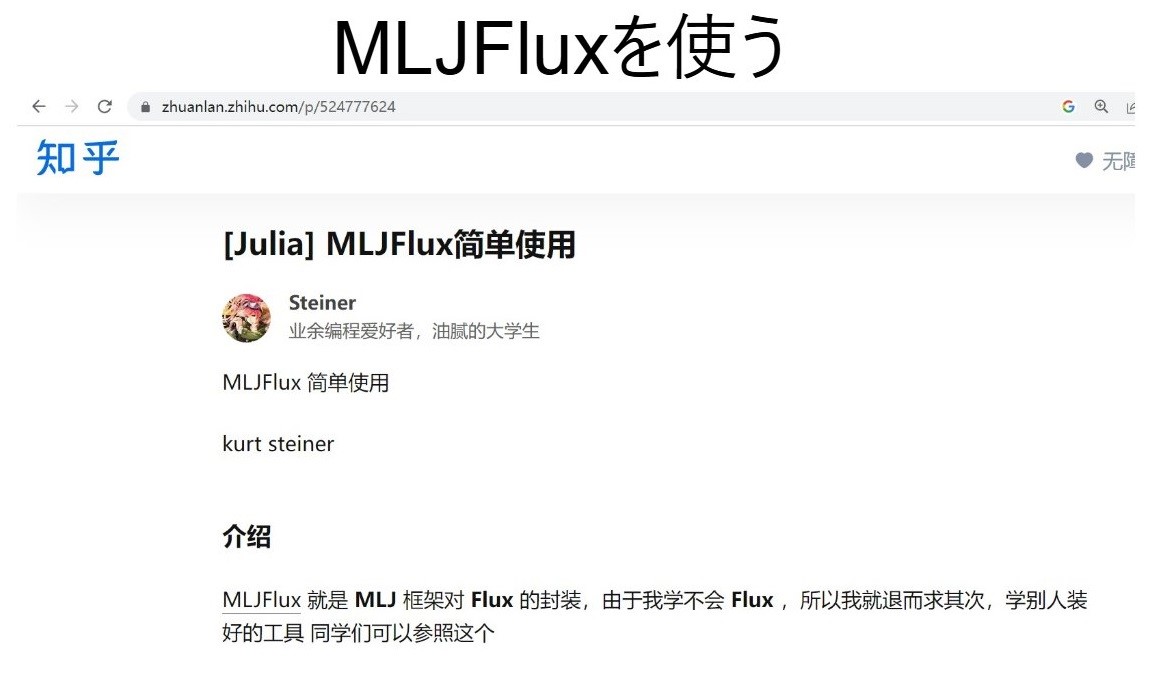 MLJFluxを使う
zhuanlan.zhihu.com/p/524777624
知乎
无障
[Julia] MLJFlux简单使用
Steiner
业余编程爱好者，油腻的大学生
MLJFlux 简单使用
kurt steiner
介绍
MLJFlux 就是 MLJ 框架对 Flux 的封装，由于我学不会 Flux ，所以我就退而求其次，学别人装
好的工具 同学们可以参照这个